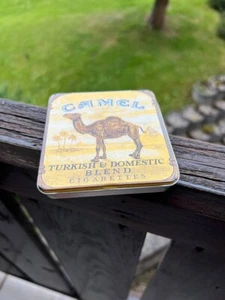 CAMEL
TURKISH & DOMESTIC
BLEND
CIGARETTES